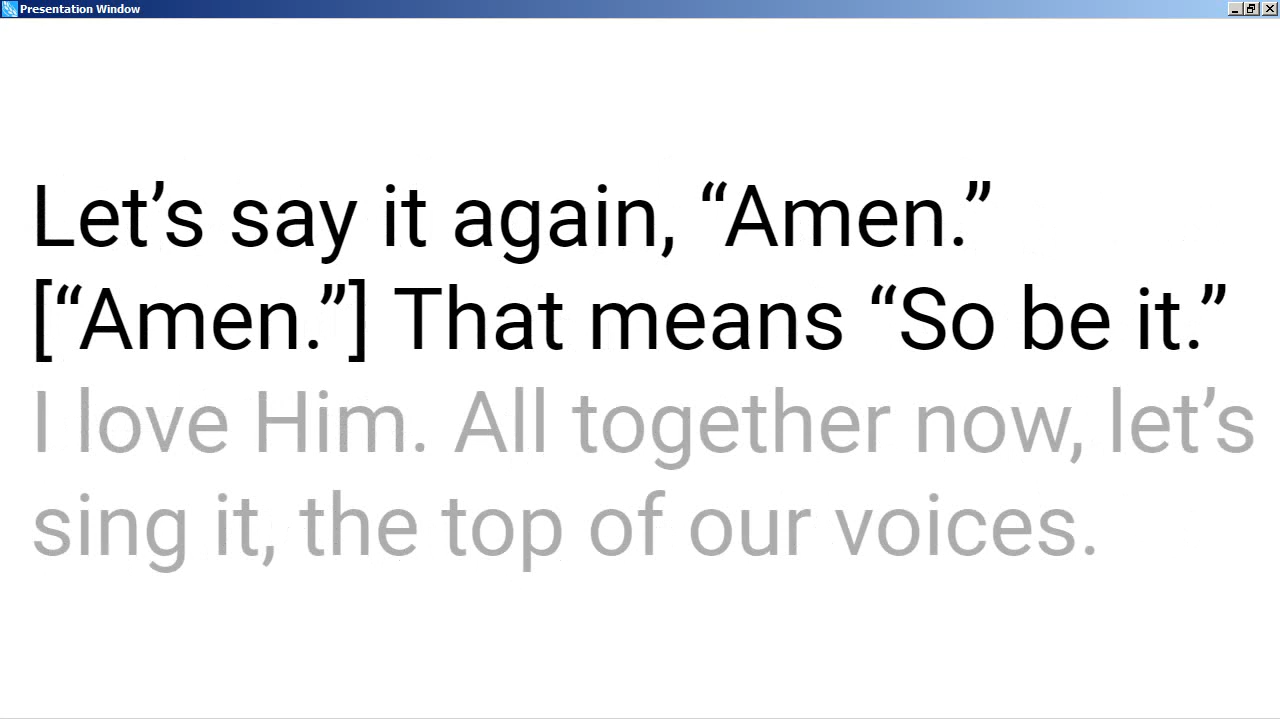 Presentation Window
Let’s say it again, “Amen.”
[“Amen.”] That means “So be it.”
I love Him. All together now, let’s
sing it, the top of our voices.